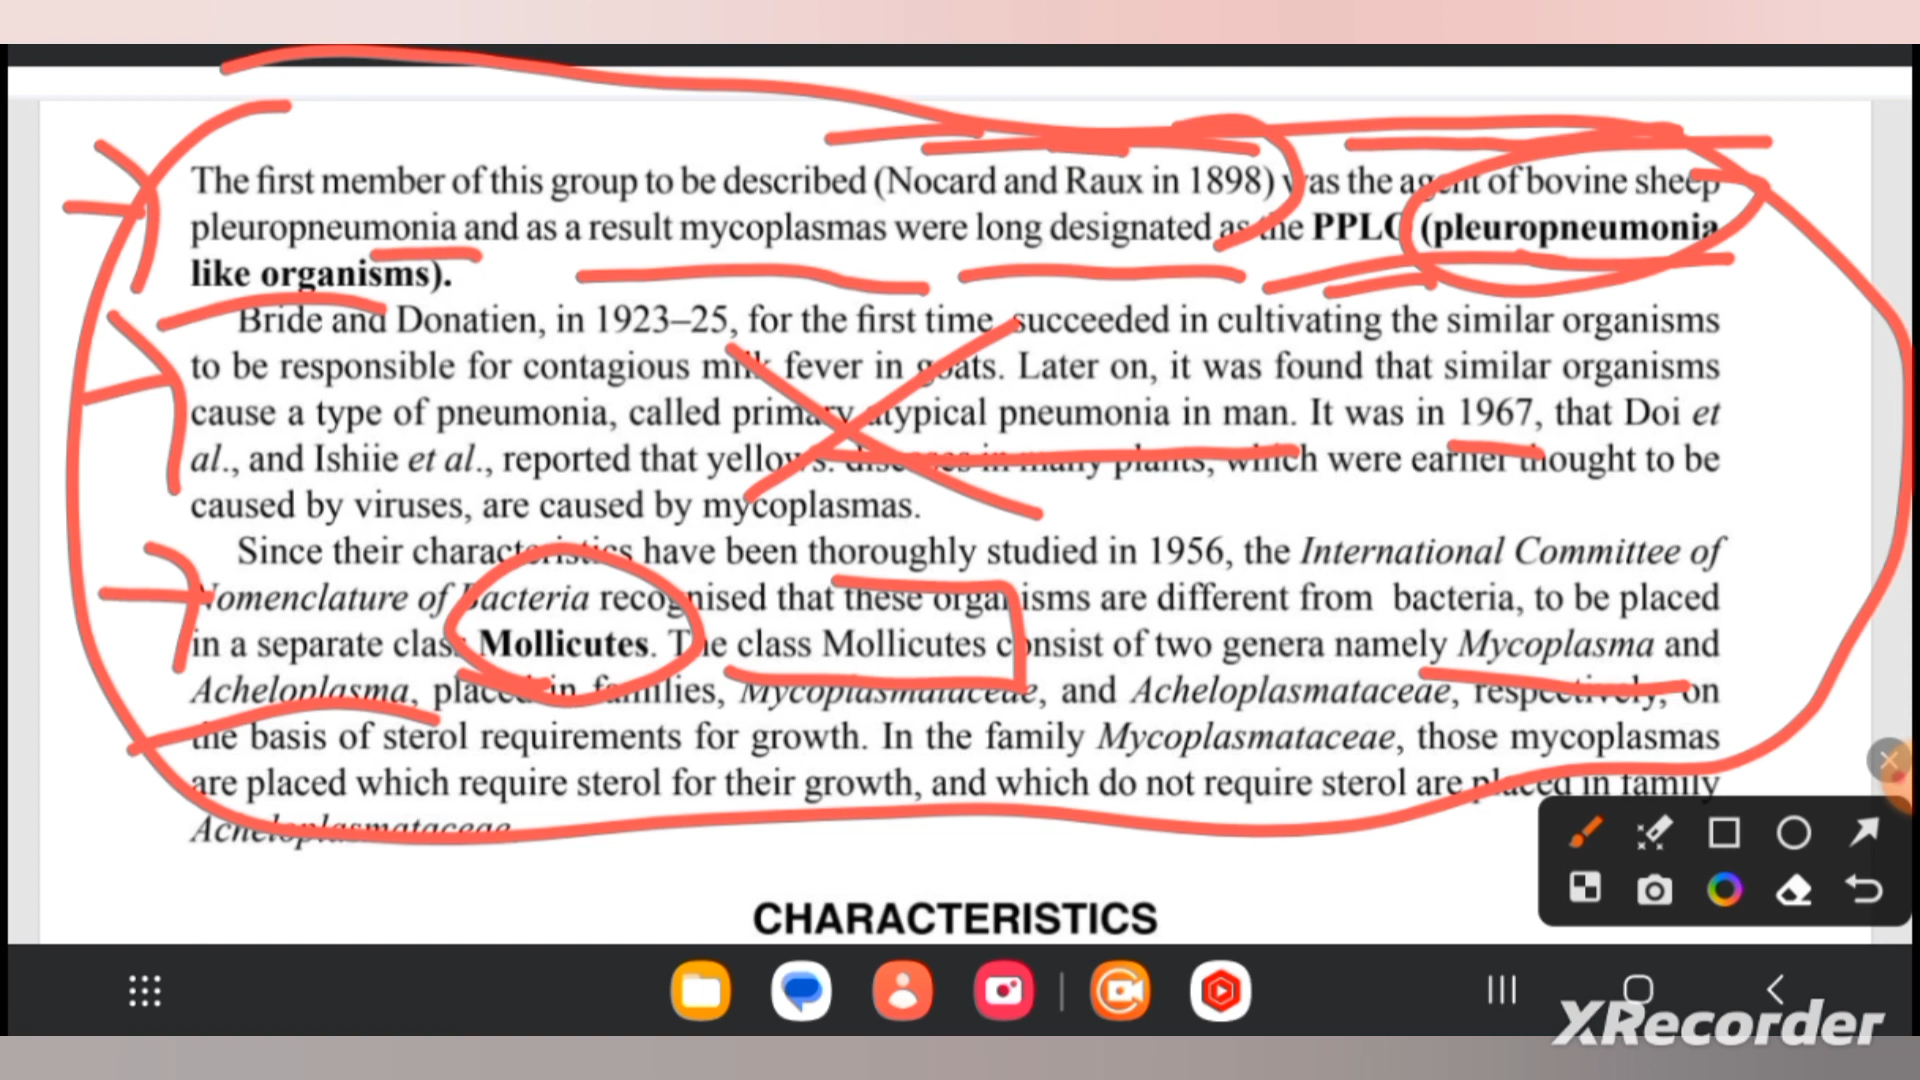 The first member of this group to be described (Nocard and Raux in 1898) was the agent of bovine sheep
pleuropneumonia and as a result mycoplasmas were long designated as the PPLO (pleuropneumonia
like organisms).
Bride and Donatien, in 1923–25, for the first time, succeeded in cultivating the similar organisms
to be responsible for contagious milk fever in goats. Later on, it was found that similar organisms
cause a type of pneumonia, called primary atypical pneumonia in man. It was in 1967, that Doi et
al., and Ishiie et al., reported that yellows. diseases in many plants, which were earlier thought to be
caused by viruses, are caused by mycoplasmas.
Since their characteristics have been thoroughly studied in 1956, the International Committee of
Nomenclature of Bacteria recognised that these organisms are different from bacteria, to be placed
in a separate class Mollicutes. The class Mollicutes consist of two genera namely Mycoplasma and
Acheloplasma, placed in families, Mycoplasmataceae, and Acheloplasmataceae, respectively, on
the basis of sterol requirements for growth. In the family Mycoplasmataceae, those mycoplasmas
are placed which require sterol for their growth, and which do not require sterol are placed in family
Acheloplasmataceae
CHARACTERISTICS
XRecorder